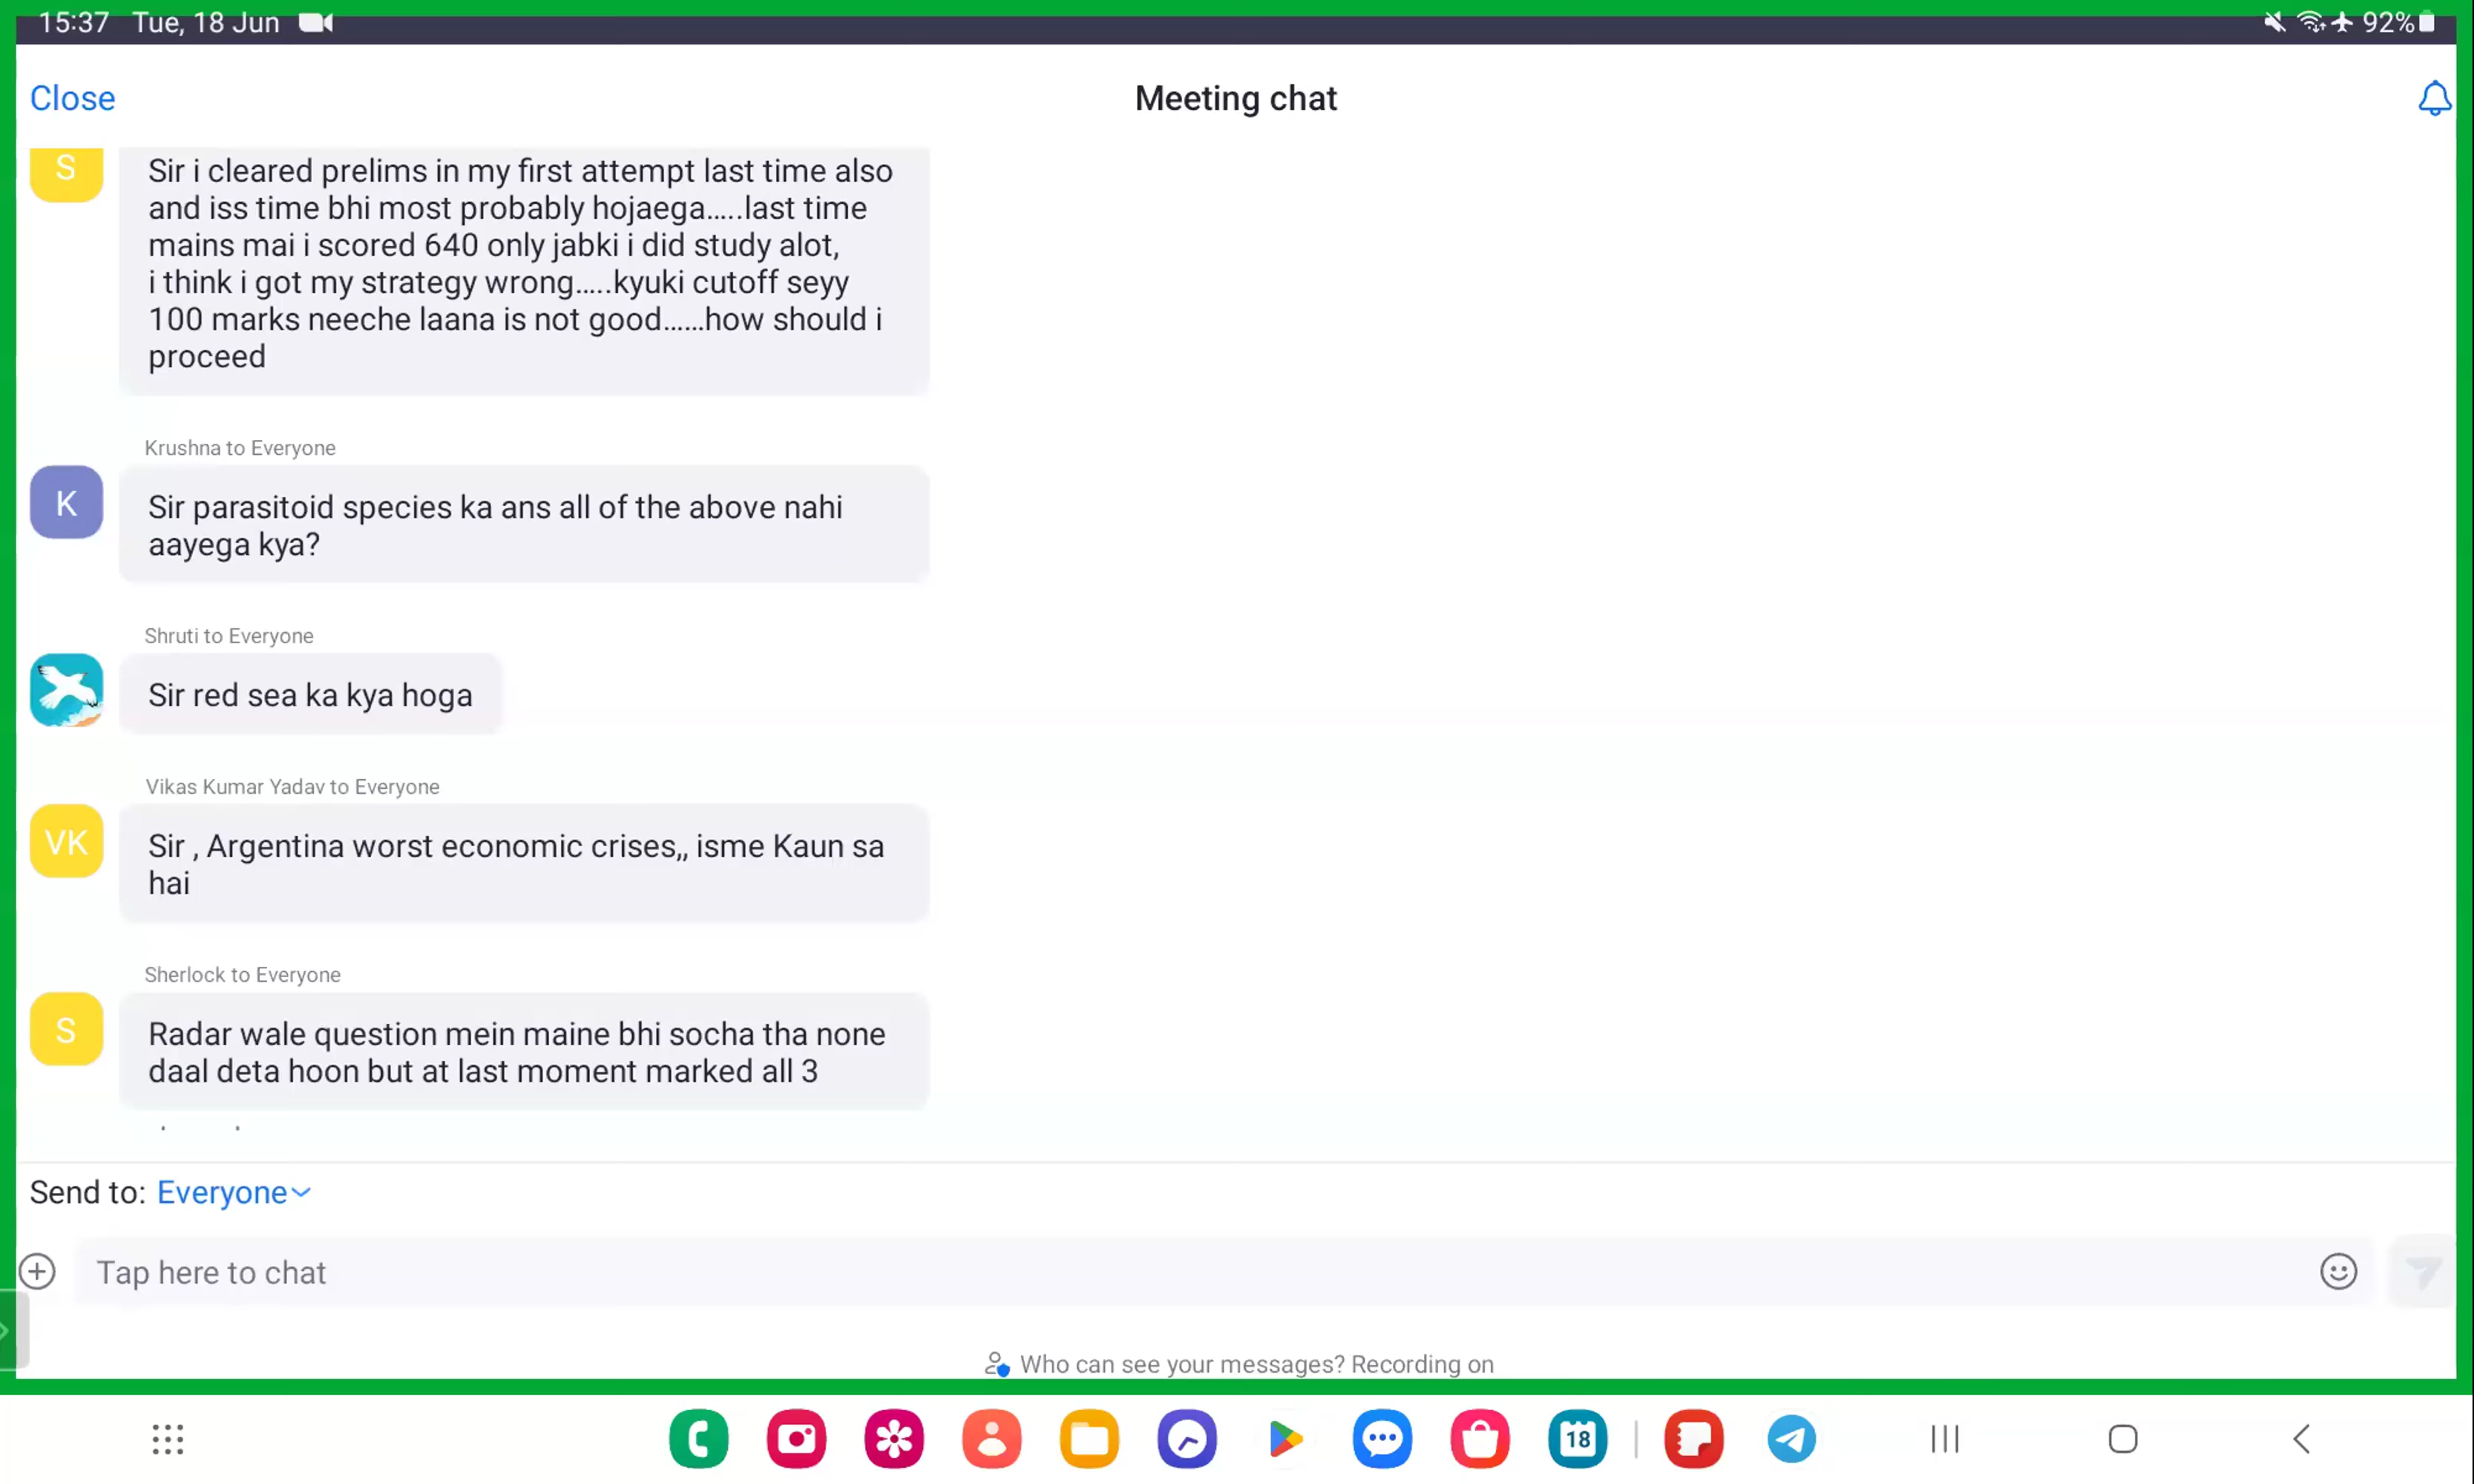 15:37 Tue, 18 Jun 92%
Close
Meeting chat
S
Sir i cleared prelims in my first attempt last time also
and iss time bhi most probably hojaega.....last time
mains mai i scored 640 only jabki i did study alot,
i think i got my strategy wrong.....kyuki cutoff seyy
100 marks neeche laana is not good......how should i
proceed
Krushna to Everyone
K
Sir parasitoid species ka ans all of the above nahi
aayega kya?
Shruti to Everyone
Sir red sea ka kya hoga
Vikas Kumar Yadav to Everyone
VK
Sir , Argentina worst economic crises,, isme Kaun sa
hai
Sherlock to Everyone
S
Radar wale question mein maine bhi socha tha none
daal deta hoon but at last moment marked all 3
Send to: Everyone
Tap here to chat
Who can see your messages? Recording on
18